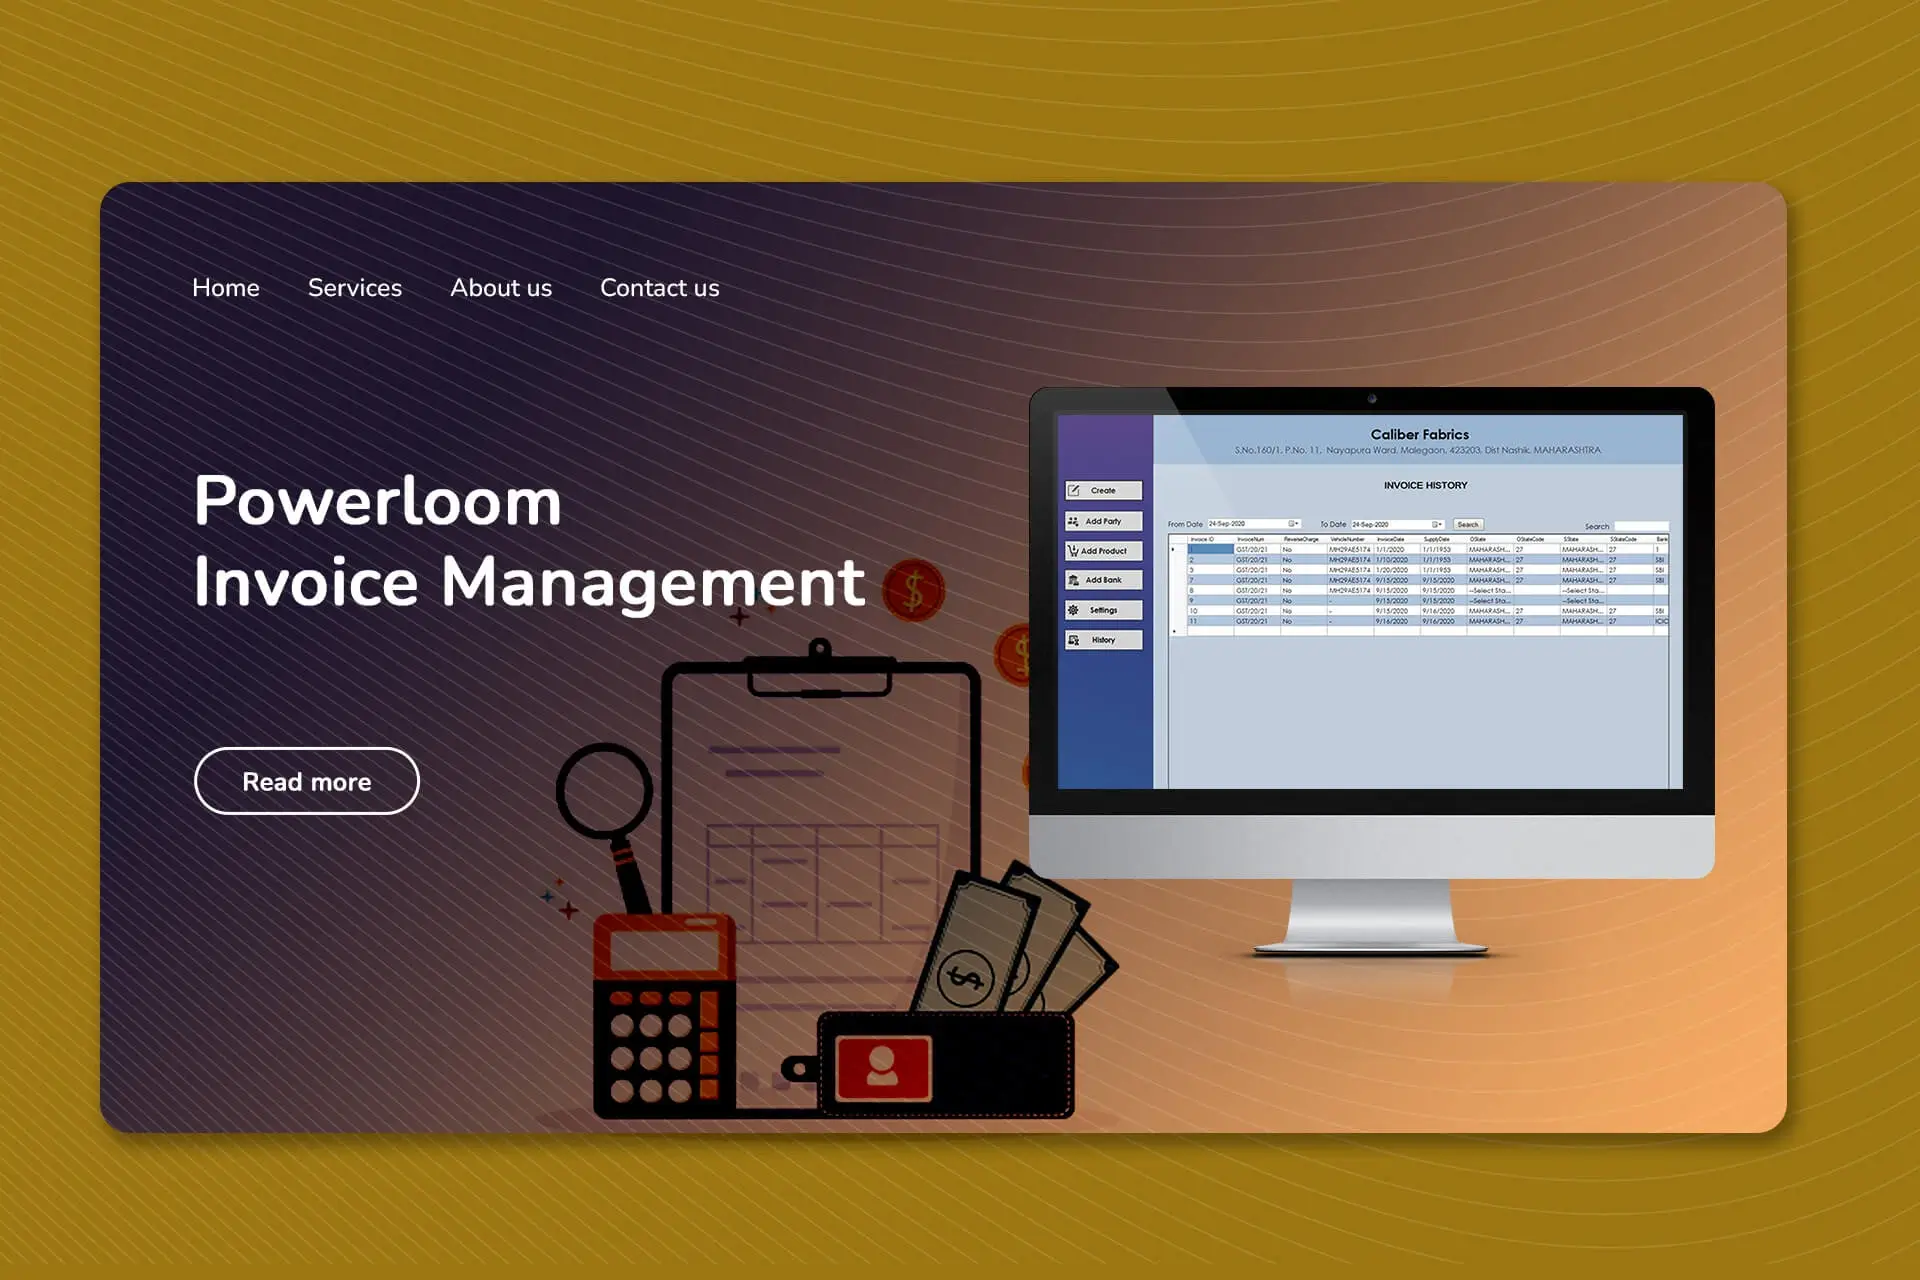 Home Services About us Contact us
Powerloom
Invoice Management
Read more
Caliber Fabrics
S.No.160/1, P.No. 11, Nayapura Ward, Malegaon, 423203, Dist Nashik, MAHARASHTRA
INVOICE HISTORY
Create
Add Party
Add Product
Add Bank
Settings
History
From Date 24-Sep-2020 To Date 24-Sep-2020 Search Search
Invoice ID InvoiceNum ReverseCharge VehicleNumber InvoiceDate SupplyDate OState OStateCode SState SStateCode Bank
1 GST/20/21 No MH29AE5174 1/1/2020 1/1/1953 MAHARASH... 27 MAHARASH... 27 1
2 GST/20/21 No MH29AE5174 1/10/2020 1/1/1953 MAHARASH... 27 MAHARASH... 27 SBI
3 GST/20/21 No MH29AE5174 1/20/2020 1/1/1953 MAHARASH... 27 MAHARASH... 27 SBI
7 GST/20/21 No MH29AE5174 9/15/2020 9/15/2020 MAHARASH... 27 MAHARASH... 27 SBI
8 GST/20/21 No MH29AE5174 9/15/2020 9/15/2020 --Select Sta... --Select Sta...
9 GST/20/21 No - 9/15/2020 9/15/2020 --Select Sta... --Select Sta...
10 GST/20/21 No - 9/15/2020 9/16/2020 MAHARASH... 27 MAHARASH... 27 SBI
11 GST/20/21 No - 9/16/2020 9/16/2020 MAHARASH... 27 MAHARASH... 27 ICIC